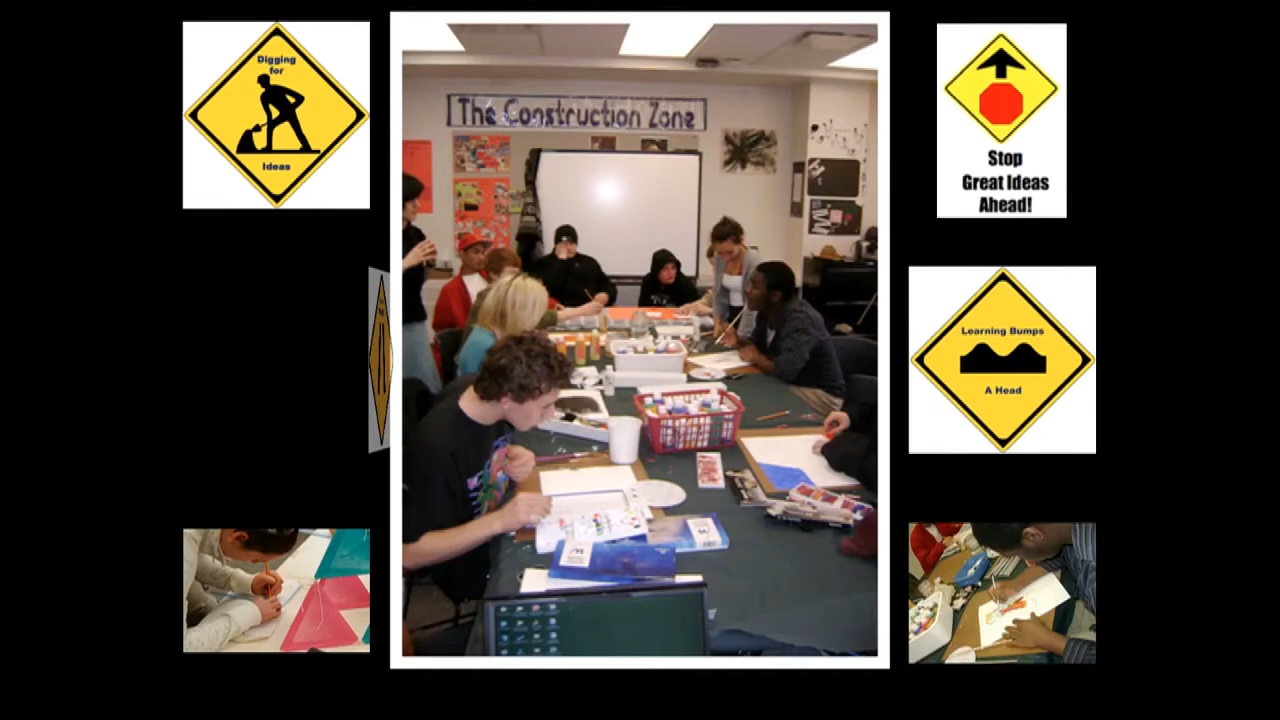 Digging
for
Ideas
The Construction Zone
Stop
Great Ideas
Ahead!
Learning Bumps
A Head